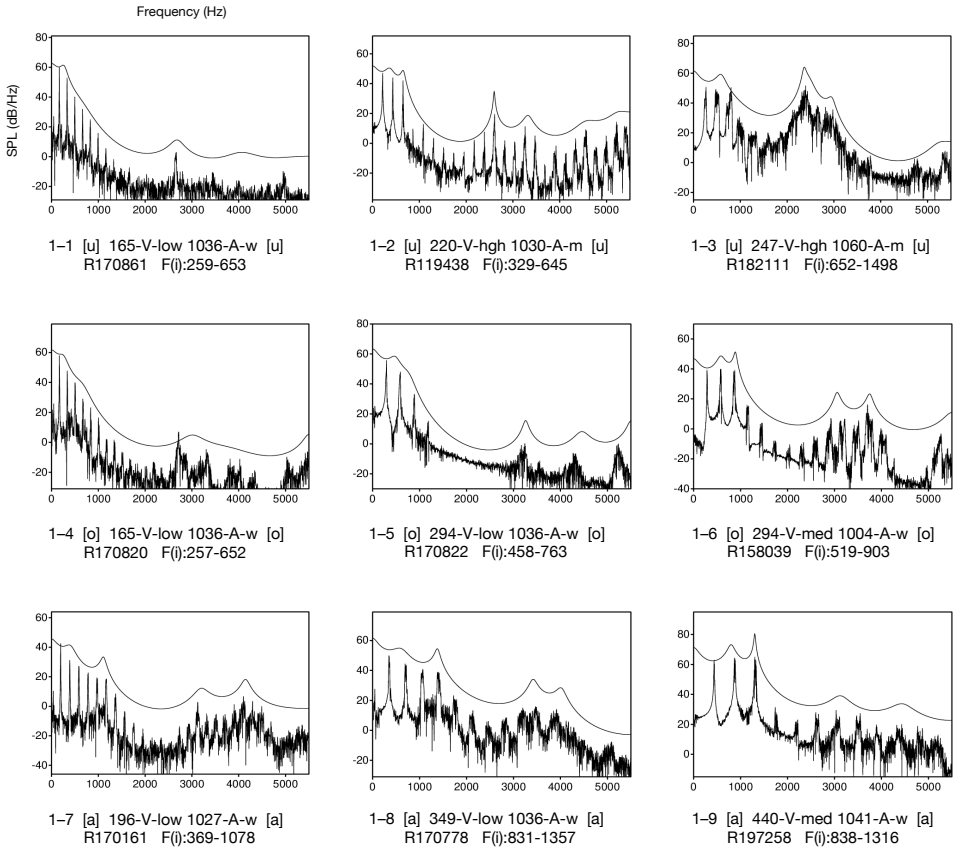 Frequency (Hz)
SPL (dB/Hz)
80
60
40
20
0
-20
0 1000 2000 3000 4000 5000
60
40
20
0
-20
0 1000 2000 3000 4000 5000
80
60
40
20
0
-20
0 1000 2000 3000 4000 5000
1–1 [u] 165-V-low 1036-A-w [u]
R170861 F(i):259-653
1–2 [u] 220-V-hgh 1030-A-m [u]
R119438 F(i):329-645
1–3 [u] 247-V-hgh 1060-A-m [u]
R182111 F(i):652-1498
60
40
20
0
-20
0 1000 2000 3000 4000 5000
80
60
40
20
0
-20
0 1000 2000 3000 4000 5000
60
40
20
0
-20
-40
0 1000 2000 3000 4000 5000
1–4 [o] 165-V-low 1036-A-w [o]
R170820 F(i):257-652
1–5 [o] 294-V-low 1036-A-w [o]
R170822 F(i):458-763
1–6 [o] 294-V-med 1004-A-w [o]
R158039 F(i):519-903
60
40
20
0
-20
-40
0 1000 2000 3000 4000 5000
60
40
20
0
-20
0 1000 2000 3000 4000 5000
80
60
40
20
0
0 1000 2000 3000 4000 5000
1–7 [a] 196-V-low 1027-A-w [a]
R170161 F(i):369-1078
1–8 [a] 349-V-low 1036-A-w [a]
R170778 F(i):831-1357
1–9 [a] 440-V-med 1041-A-w [a]
R197258 F(i):838-1316